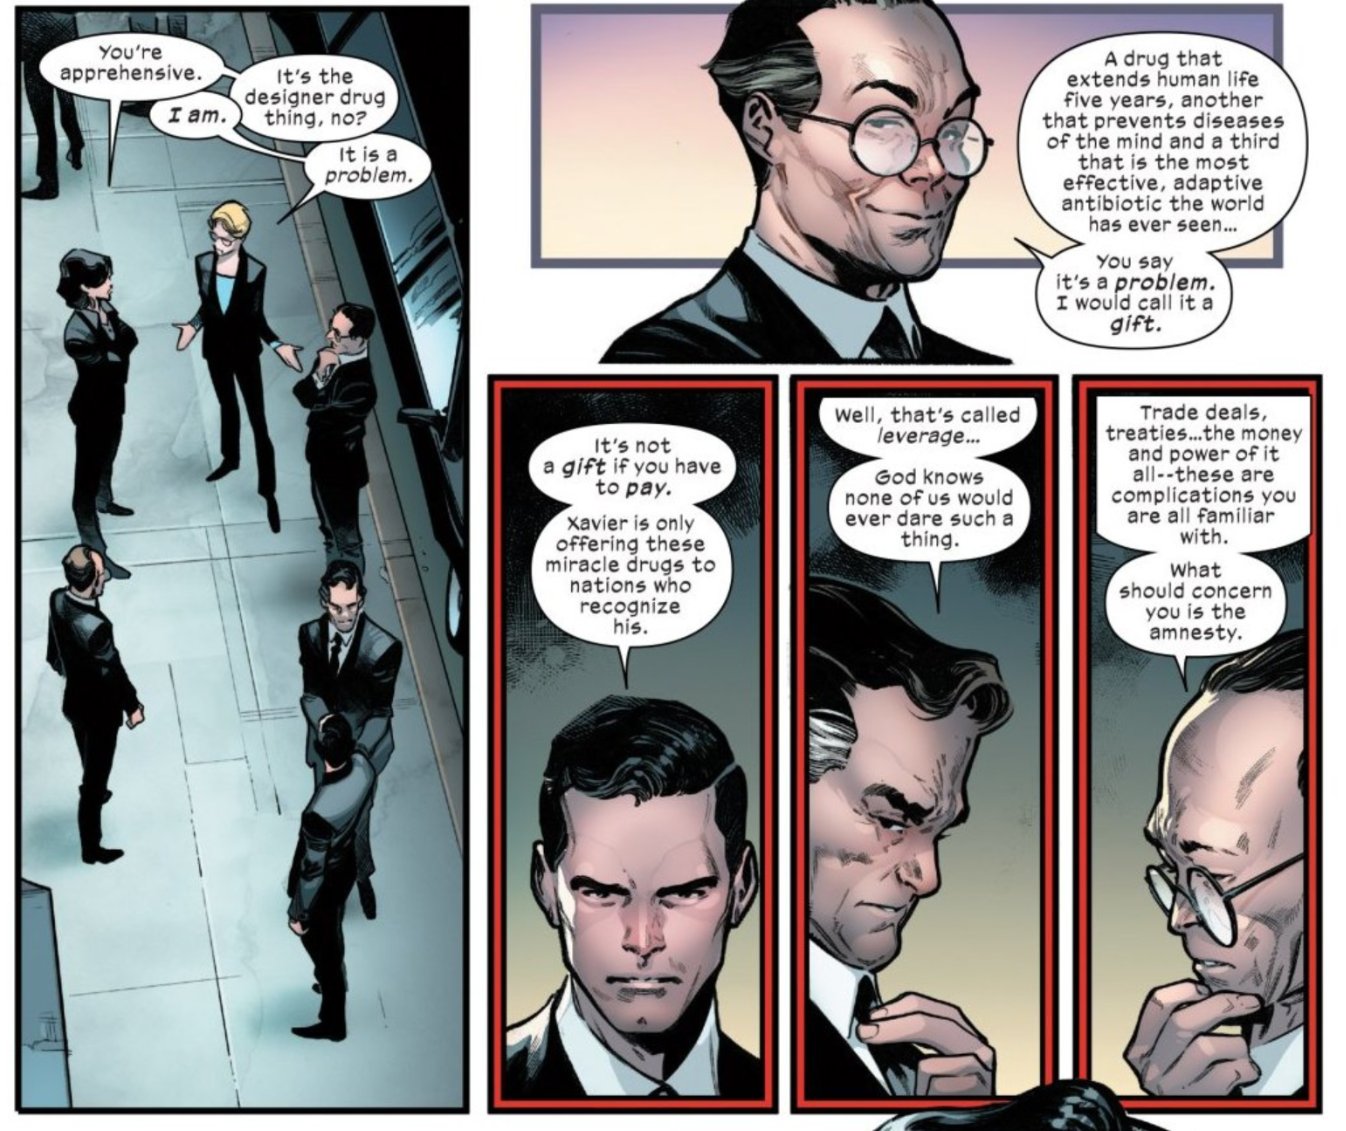 You're
apprehensive.
I am.
It's the
designer drug
thing, no?
It is a
problem.
A drug that
extends human life
five years, another
that prevents diseases
of the mind and a third
that is the most
effective, adaptive
antibiotic the world
has ever seen...
You say
it's a problem.
I would call it a
gift.
It's not
a gift if you have
to pay.
Xavier is only
offering these
miracle drugs to
nations who
recognize
his.
Well, that's called
leverage...
God knows
none of us would
ever dare such a
thing.
Trade deals,
treaties...the money
and power of it
all--these are
complications you
are all familiar
with.
What
should concern
you is the
amnesty.